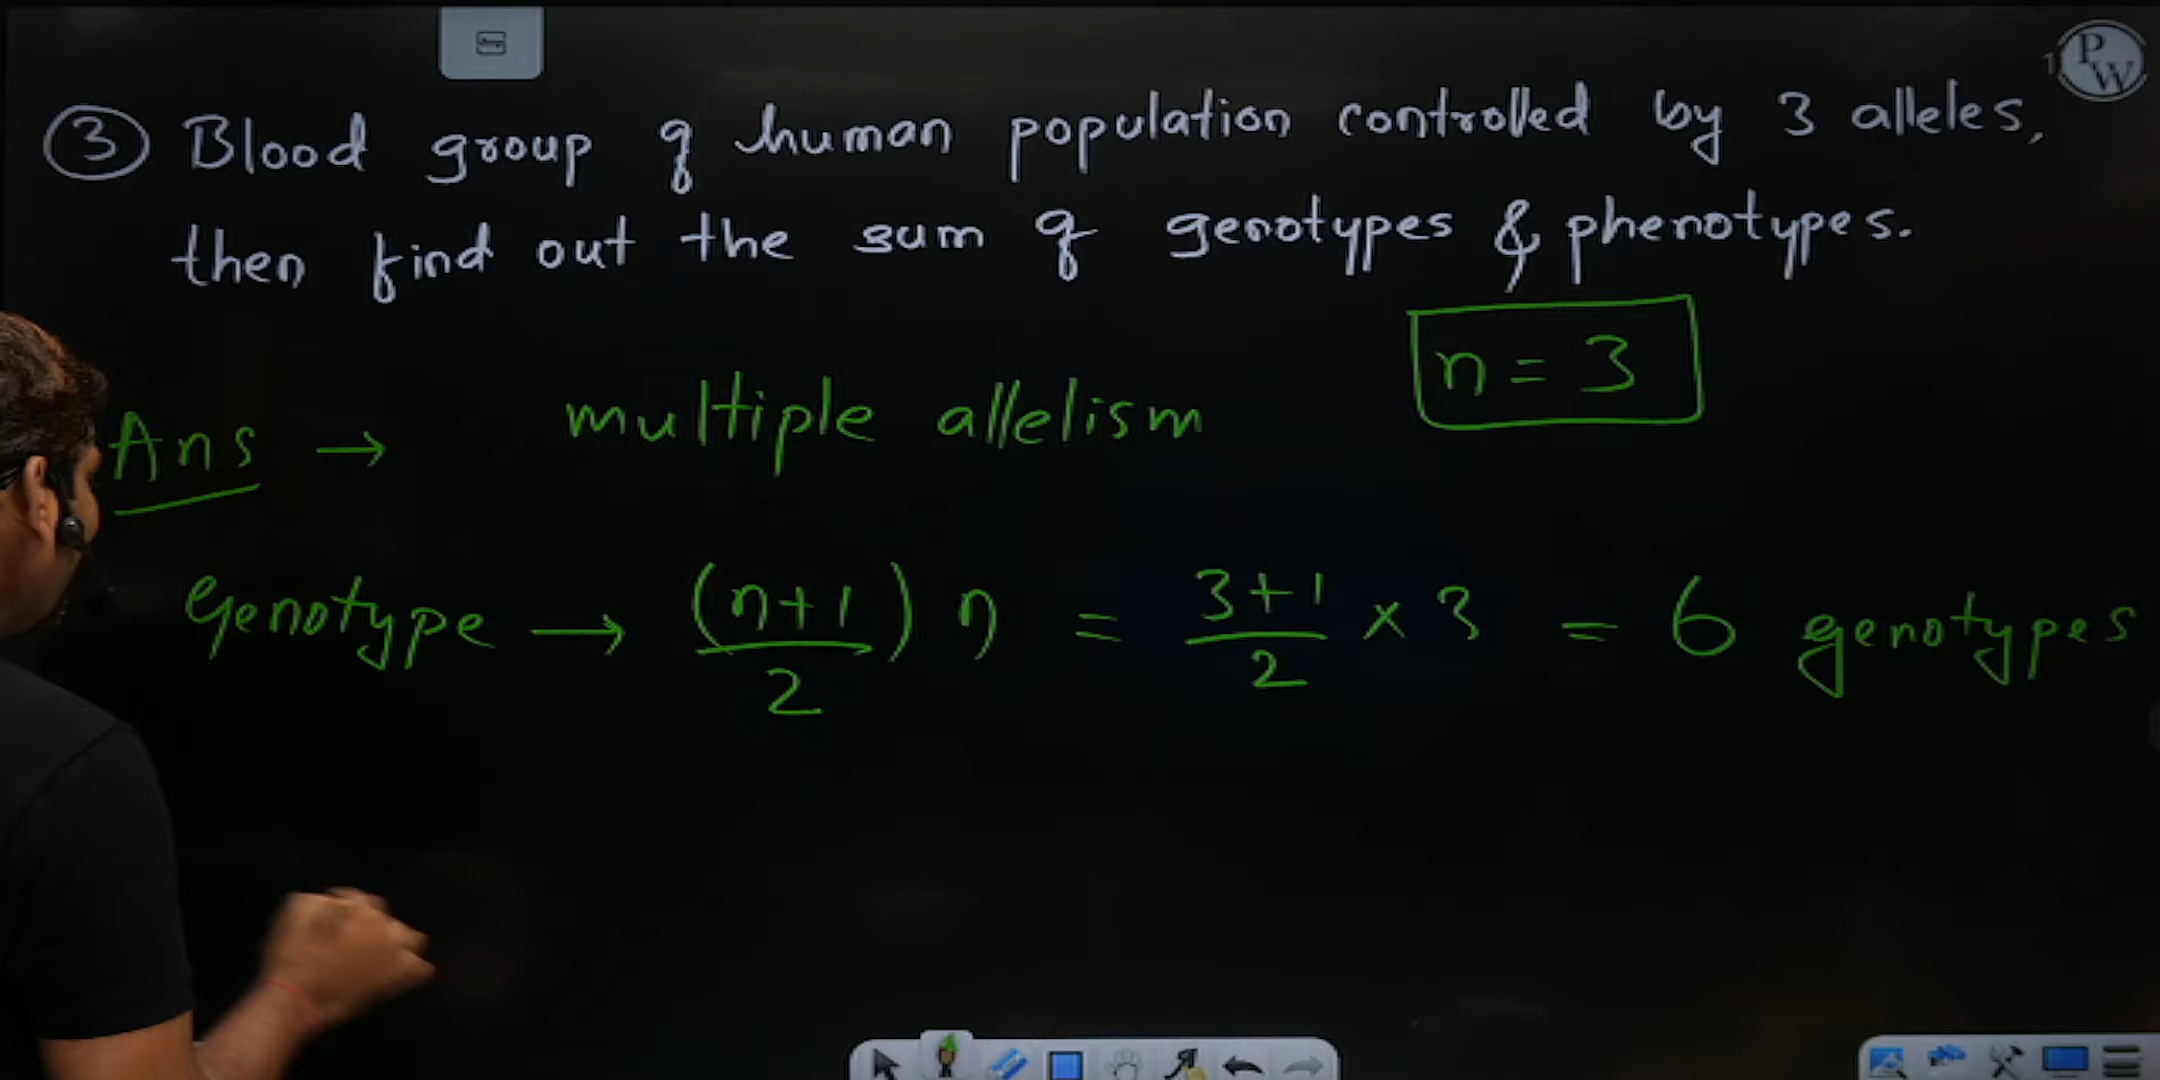 PW
③ Blood group of human population controlled by 3 alleles,
then find out the sum of genotypes & phenotypes.
n = 3
Ans → multiple allelism
Genotype → (n+1)/2 n = 3+1/2 × 3 = 6 genotypes